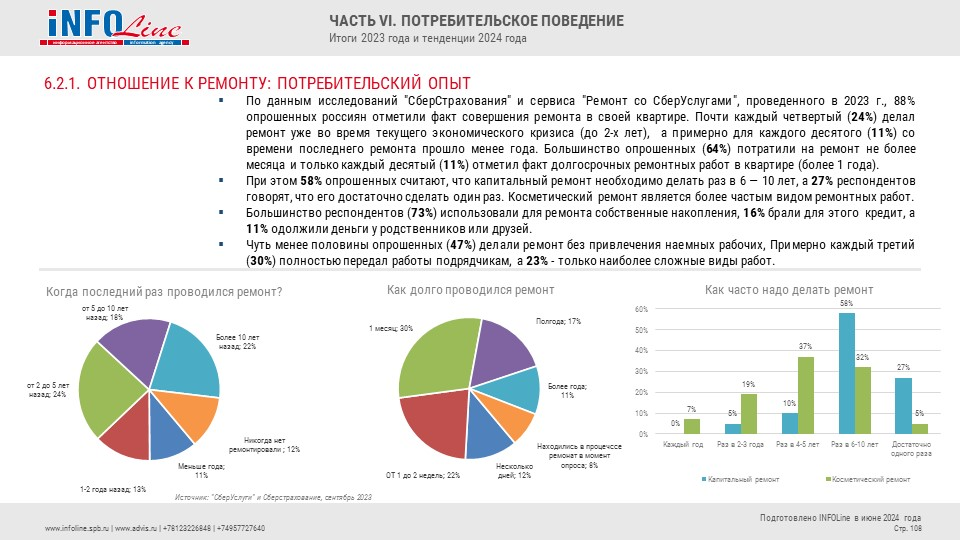 iNFOLine
информационное агентство information agency
ЧАСТЬ VI. ПОТРЕБИТЕЛЬСКОЕ ПОВЕДЕНИЕ
Итоги 2023 года и тенденции 2024 года
6.2.1. ОТНОШЕНИЕ К РЕМОНТУ: ПОТРЕБИТЕЛЬСКИЙ ОПЫТ
▪ По данным исследований "СберСтрахования" и сервиса "Ремонт со СберУслугами", проведенного в 2023 г., 88%
опрошенных россиян отметили факт совершения ремонта в своей квартире. Почти каждый четвертый (24%) делал
ремонт уже во время текущего экономического кризиса (до 2-х лет), а примерно для каждого десятого (11%) со
времени последнего ремонта прошло менее года. Большинство опрошенных (64%) потратили на ремонт не более
месяца и только каждый десятый (11%) отметил факт долгосрочных ремонтных работ в квартире (более 1 года).
▪ При этом 58% опрошенных считают, что капитальный ремонт необходимо делать раз в 6 — 10 лет, а 27% респондентов
говорят, что его достаточно сделать один раз. Косметический ремонт является более частым видом ремонтных работ.
▪ Большинство респондентов (73%) использовали для ремонта собственные накопления, 16% брали для этого кредит, а
11% одолжили деньги у родственников или друзей.
▪ Чуть менее половины опрошенных (47%) делали ремонт без привлечения наемных рабочих, Примерно каждый третий
(30%) полностью передал работы подрядчикам, а 23% - только наиболее сложные виды работ.
Когда последний раз проводился ремонт?
от 5 до 10 лет
назад; 18%
Более 10 лет
назад; 22%
от 2 до 5 лет
назад; 24%
Никогда нет
ремонтировали ; 12%
Меньше года;
11%
1-2 года назад; 13%
Как долго проводился ремонт
1 месяц; 30%
Полгода; 17%
Более года;
11%
Находились в процечссе
ремонат в момент
опроса; 8%
Несколько
дней; 12%
ОТ 1 до 2 недель; 22%
Как часто надо делать ремонт
60%
50%
40%
30%
20%
10%
0%
0%
7%
5%
19%
10%
37%
58%
32%
27%
5%
Каждый год
Раз в 2-3 года
Раз в 4-5 лет
Раз в 6-10 лет
Достаточно
одного раза
Капитальный ремонт
Косметический ремонт
Источник: "СберУслуги" и Сберстрахование, сентябрь 2023
www.infoline.spb.ru | www.advis.ru | +78123226848 | +74957727640
Подготовлено INFOLine в июне 2024 года
Стр. 108